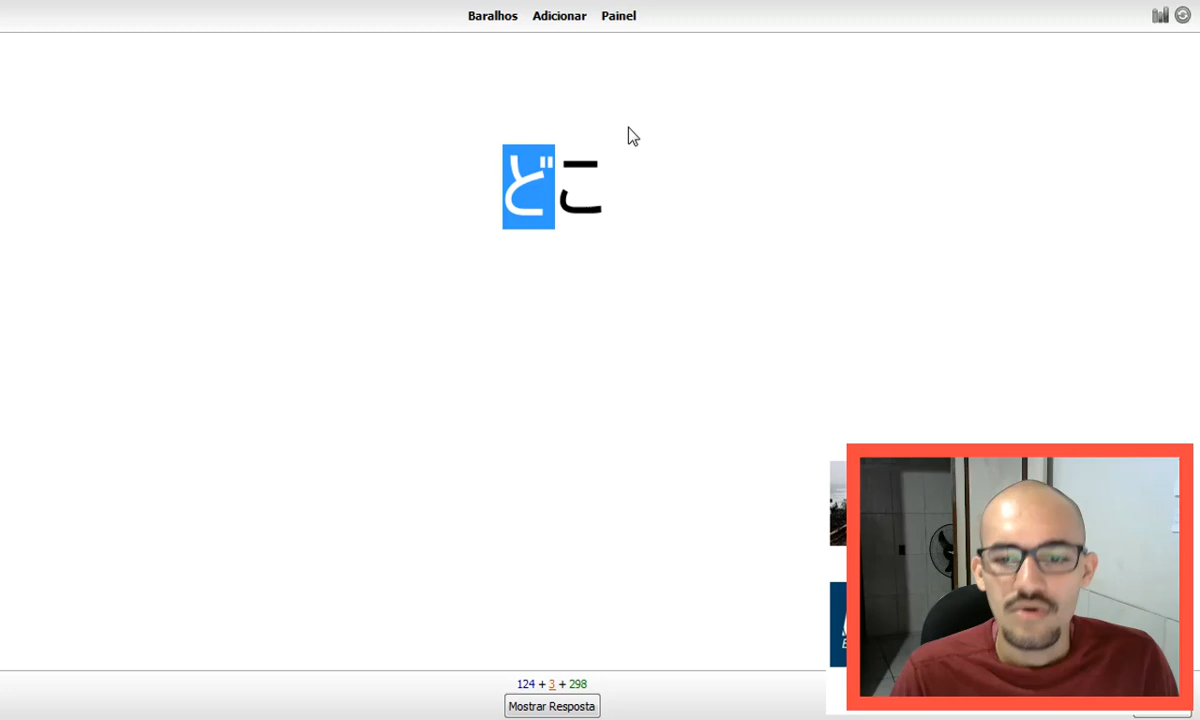 Baralhos Adicionar Painel
どこ
124 + 3 + 298
Mostrar Resposta